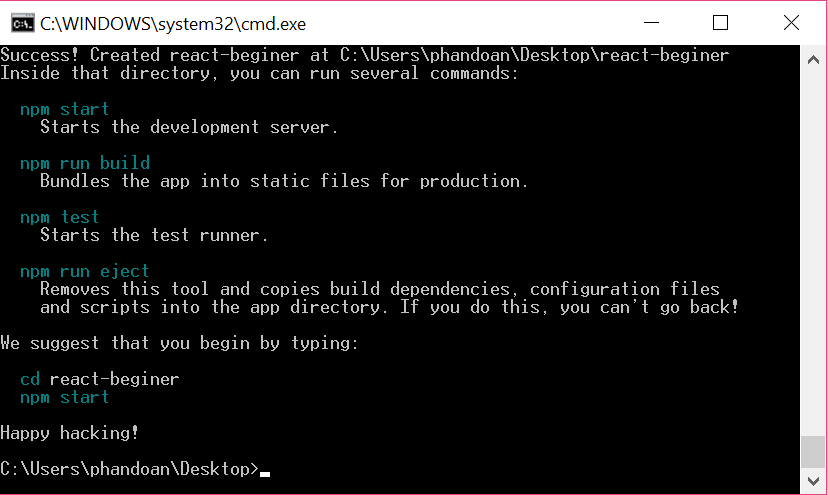 C:\WINDOWS\system32\cmd.exe
Success! Created react-beginer at C:\Users\phandoan\Desktop\react-beginer
Inside that directory, you can run several commands:
npm start
Starts the development server.
npm run build
Bundles the app into static files for production.
npm test
Starts the test runner.
npm run eject
Removes this tool and copies build dependencies, configuration files
and scripts into the app directory. If you do this, you can't go back!
We suggest that you begin by typing:
cd react-beginer
npm start
Happy hacking!
C:\Users\phandoan\Desktop>